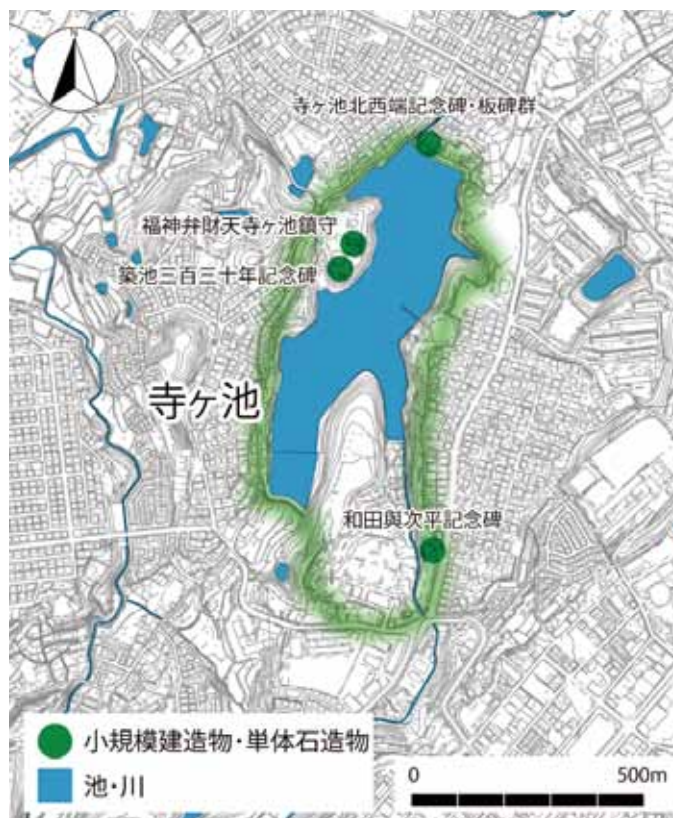 寺ヶ池北西端記念碑・板碑群
福神弁財天寺ヶ池鎮守
築池三百三十年記念碑
寺ヶ池
和田與次平記念碑
小規模建造物・単体石造物
池・川
0 500m